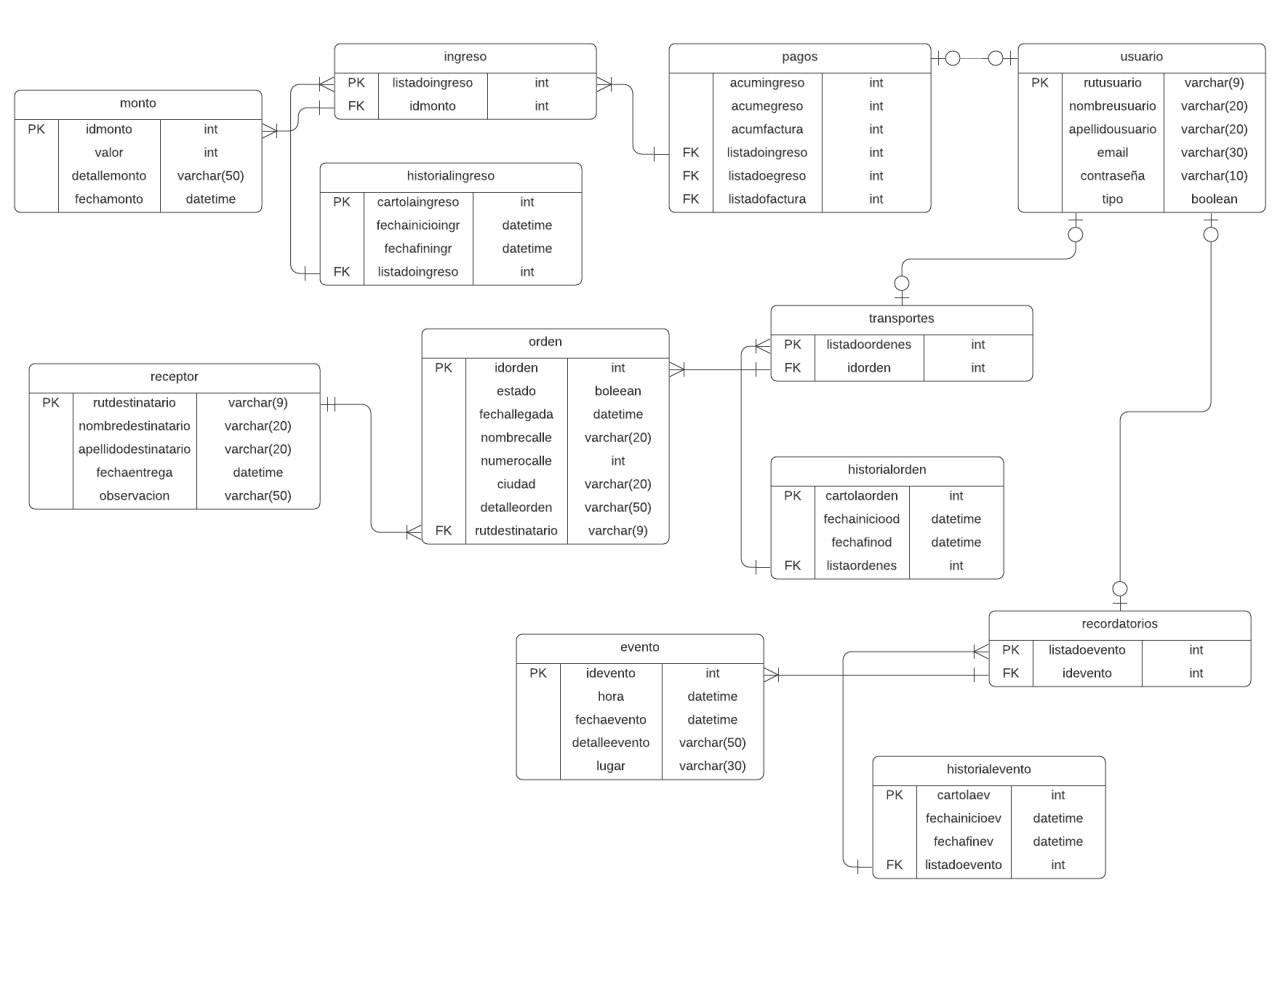 ingreso
PK listadoingreso int
FK idmonto int
pagos
acumingreso int
acumegreso int
acumfactura int
FK listadoingreso int
FK listadoegreso int
FK listadofactura int
usuario
PK rutusuario varchar(9)
nombreusuario varchar(20)
apellidousuario varchar(20)
email varchar(30)
contraseña varchar(10)
tipo boolean
monto
PK idmonto int
valor int
detallemonto varchar(50)
fechamonto datetime
historialingreso
PK cartolaingreso int
fechainicioingr datetime
fechafiningr datetime
FK listadoingreso int
transportes
PK listadoordenes int
FK idorden int
orden
PK idorden int
estado boleean
fechallegada datetime
nombrecalle varchar(20)
numerocalle int
ciudad varchar(20)
detalleorden varchar(50)
FK rutdestinatario varchar(9)
receptor
PK rutdestinatario varchar(9)
nombredestinatario varchar(20)
apellidodestinatario varchar(20)
fechaentrega datetime
observacion varchar(50)
historialorden
PK cartolaorden int
fechainiciood datetime
fechafinod datetime
FK listaordenes int
recordatorios
PK listadoevento int
FK idevento int
evento
PK idevento int
hora datetime
fechaevento datetime
detalleevento varchar(50)
lugar varchar(30)
historialevento
PK cartolaev int
fechainicioev datetime
fechafinev datetime
FK listadoevento int